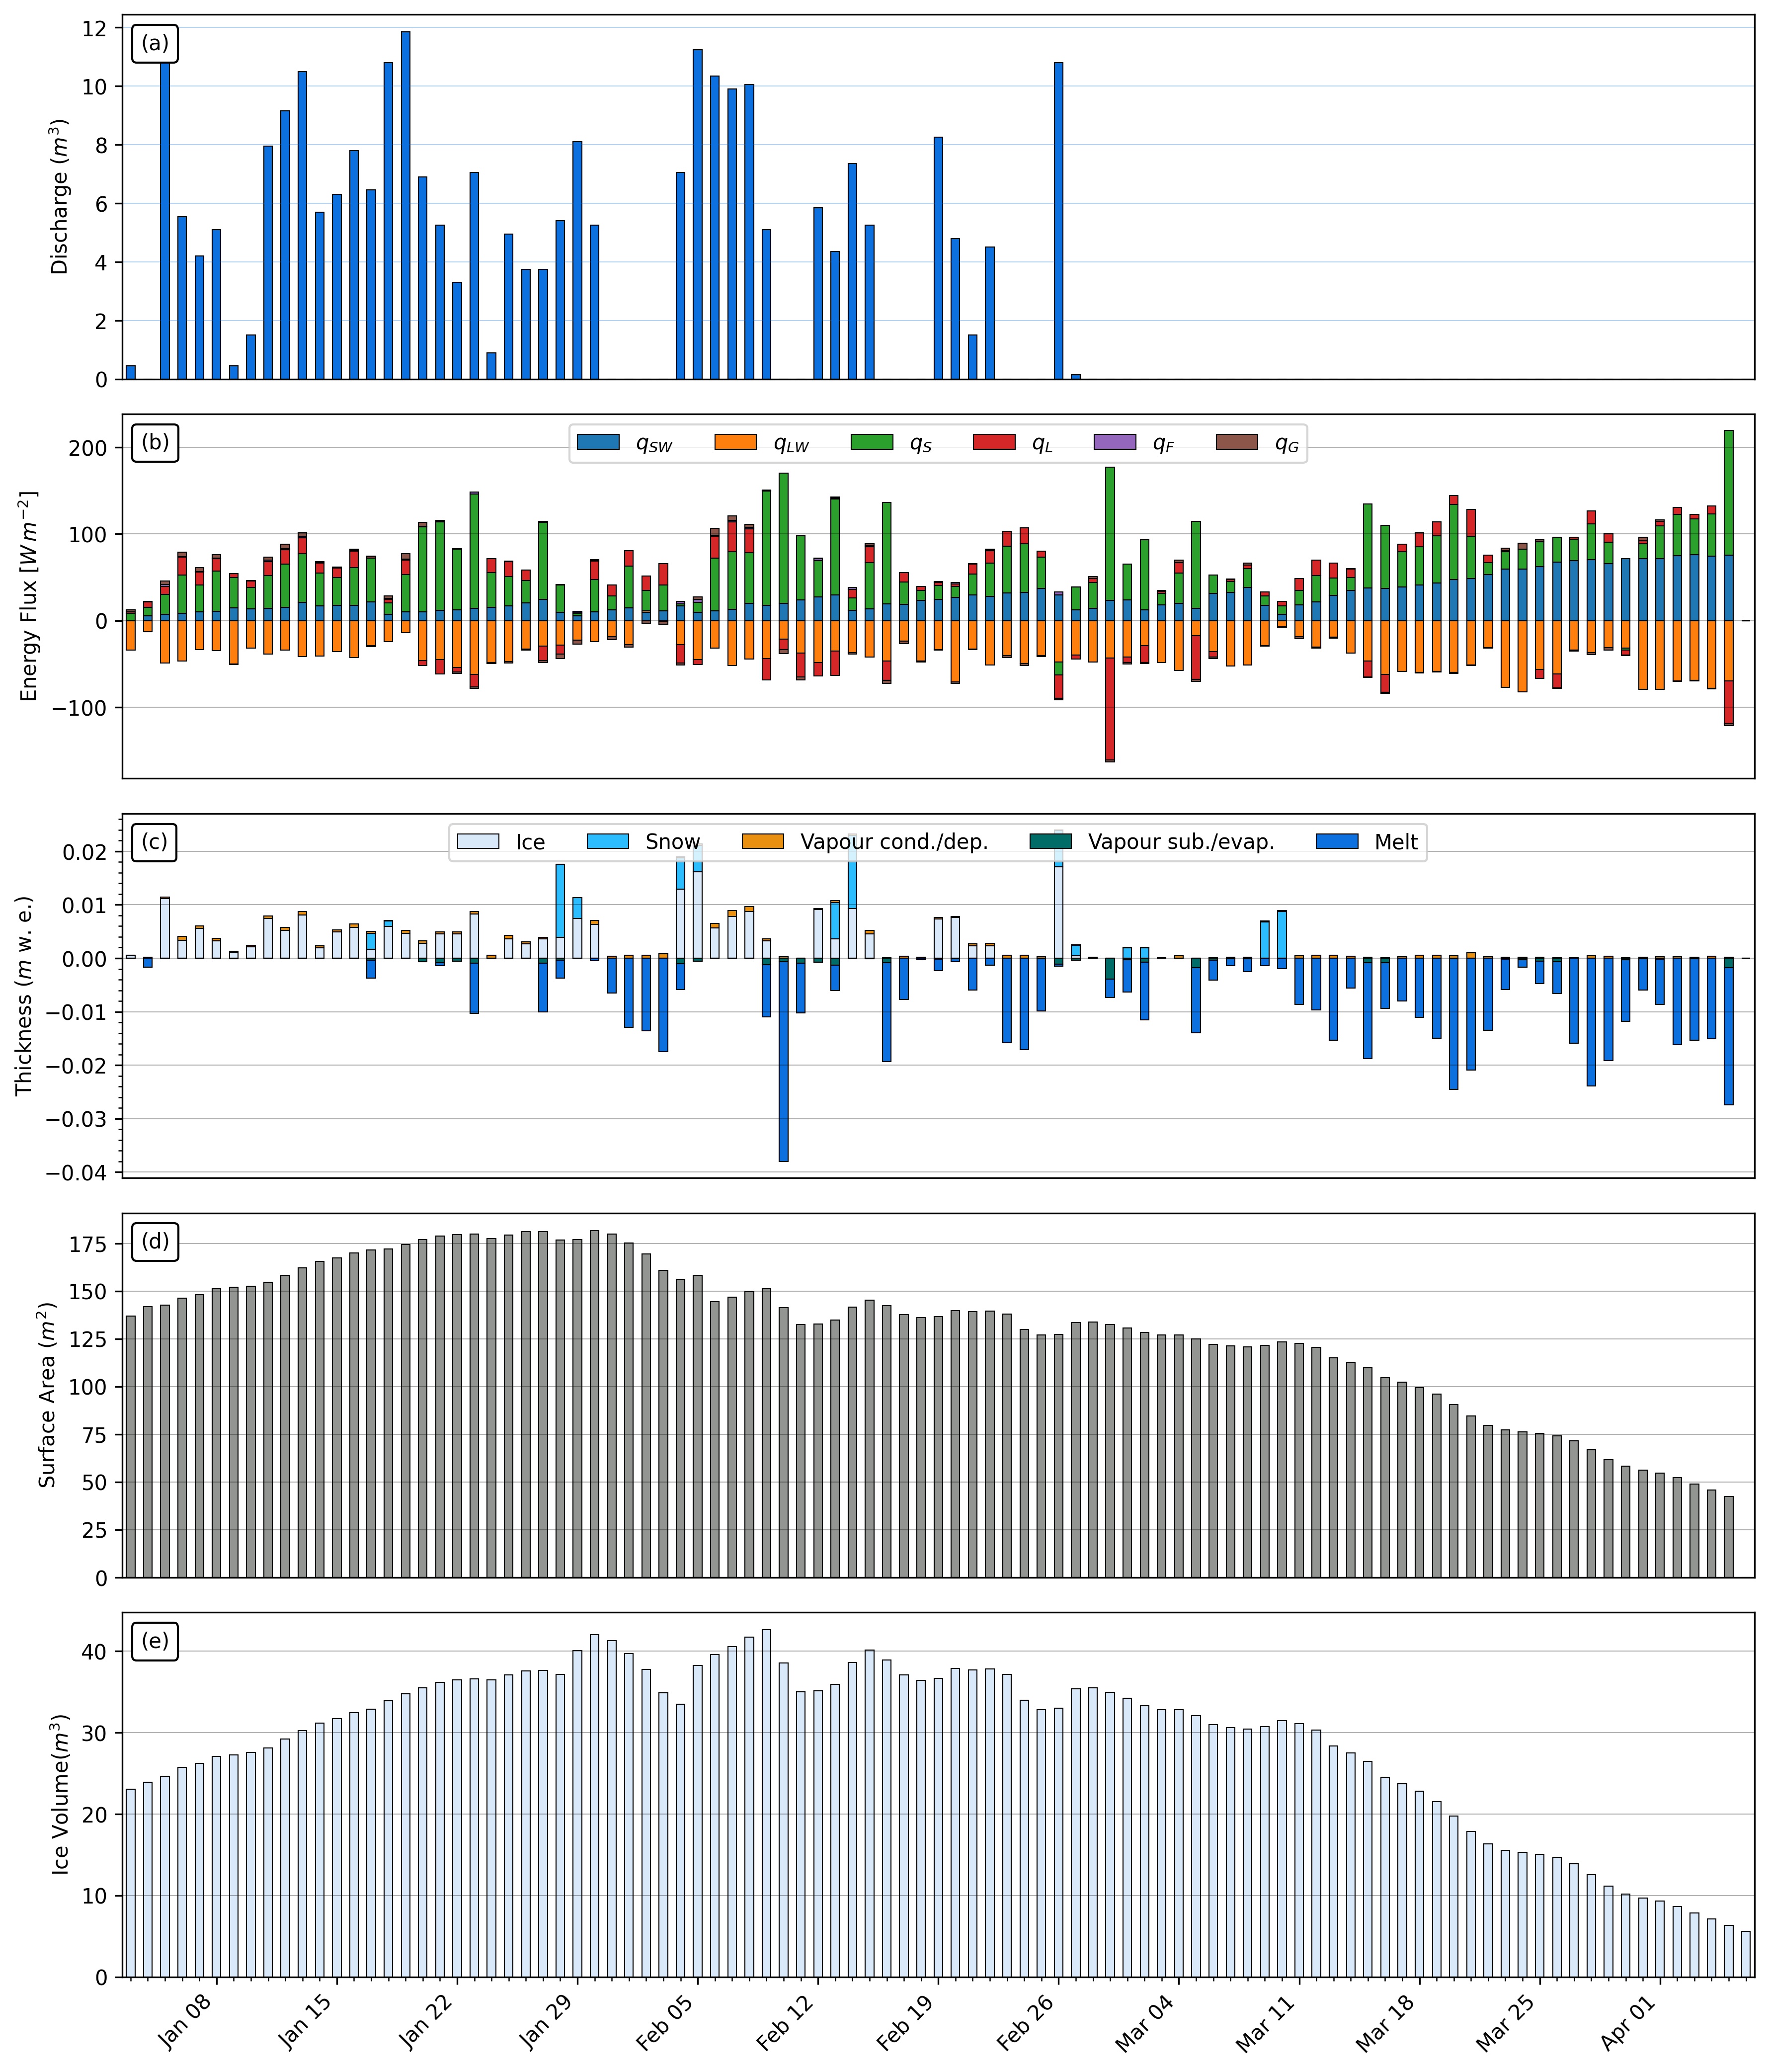 (a)
Discharge (m³)
12
10
8
6
4
2
0
(b)
q_SW q_LW q_S q_L q_F q_G
Energy Flux [W m⁻²]
200
100
0
−100
(c)
Ice Snow Vapour cond./dep. Vapour sub./evap. Melt
Thickness (m w. e.)
0.02
0.01
0.00
−0.01
−0.02
−0.03
−0.04
(d)
Surface Area (m²)
175
150
125
100
75
50
25
0
(e)
Ice Volume(m³)
40
30
20
10
0
Jan 08 Jan 15 Jan 22 Jan 29 Feb 05 Feb 12 Feb 19 Feb 26 Mar 04 Mar 11 Mar 18 Mar 25 Apr 01